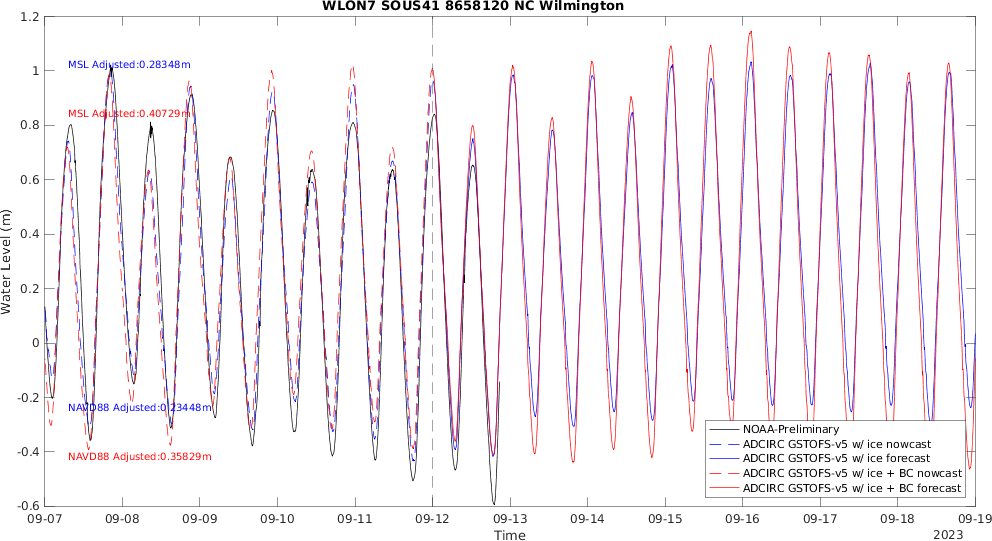 WLON7 SOUS41 8658120 NC Wilmington
Water Level (m)
1.2
1
0.8
0.6
0.4
0.2
0
-0.2
-0.4
-0.6
MSL Adjusted:0.28348m
MSL Adjusted:0.40729m
NAVD88 Adjusted:0.23448m
NAVD88 Adjusted:0.35829m
NOAA-Preliminary
ADCIRC GSTOFS-v5 w/ ice nowcast
ADCIRC GSTOFS-v5 w/ ice forecast
ADCIRC GSTOFS-v5 w/ ice + BC nowcast
ADCIRC GSTOFS-v5 w/ ice + BC forecast
09-07 09-08 09-09 09-10 09-11 09-12 09-13 09-14 09-15 09-16 09-17 09-18 09-19
Time
2023